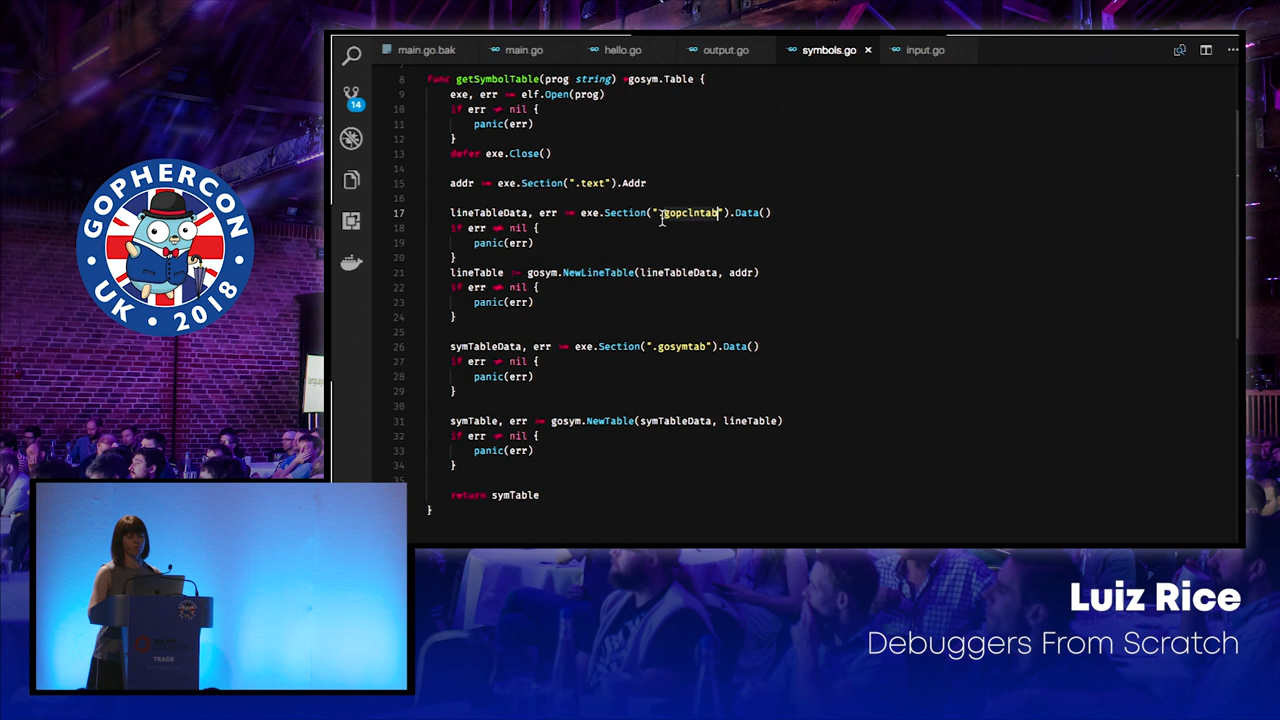 main.go.bak
main.go
hello.go
output.go
symbols.go
input.go
14
8 func getSymbolTable(prog string) *gosym.Table {
9 exe, err := elf.Open(prog)
10 if err ≠ nil {
11 panic(err)
12 }
13 defer exe.Close()
14
15 addr := exe.Section(".text").Addr
16
17 lineTableData, err = exe.Section(".gopclntab").Data()
18 if err ≠ nil {
19 panic(err)
20 }
21 lineTable := gosym.NewLineTable(lineTableData, addr)
22 if err ≠ nil {
23 panic(err)
24 }
25
26 symTableData, err := exe.Section(".gosymtab").Data()
27 if err ≠ nil {
28 panic(err)
29 }
30
31 symTable, err := gosym.NewTable(symTableData, lineTable)
32 if err ≠ nil {
33 panic(err)
34 }
35
return symTable
}
GOPHERCON
UK • 2018
TRACE
Luiz Rice
Debuggers From Scratch